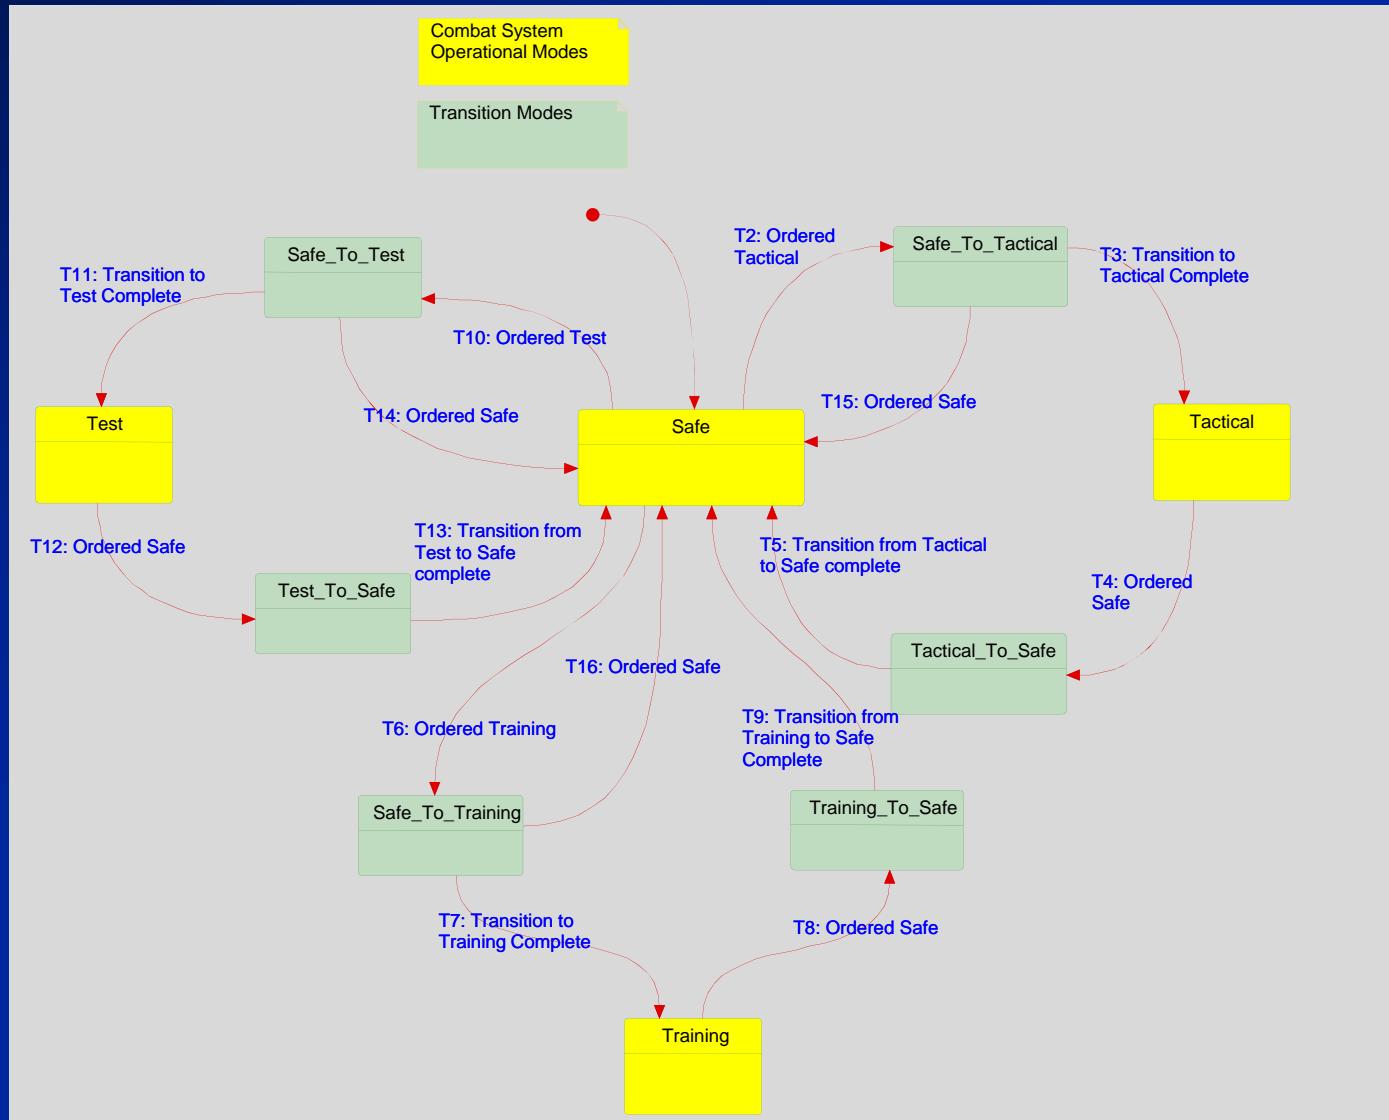 Combat System
Operational Modes
Transition Modes
Safe_To_Test
T2: Ordered
Tactical
Safe_To_Tactical
T3: Transition to
Tactical Complete
T11: Transition to
Test Complete
T10: Ordered Test
T14: Ordered Safe
T15: Ordered Safe
Test
Safe
Tactical
T12: Ordered Safe
T13: Transition from
Test to Safe
complete
T5: Transition from Tactical
to Safe complete
T4: Ordered
Safe
Test_To_Safe
Tactical_To_Safe
T16: Ordered Safe
T6: Ordered Training
T9: Transition from
Training to Safe
Complete
Safe_To_Training
Training_To_Safe
T7: Transition to
Training Complete
T8: Ordered Safe
Training